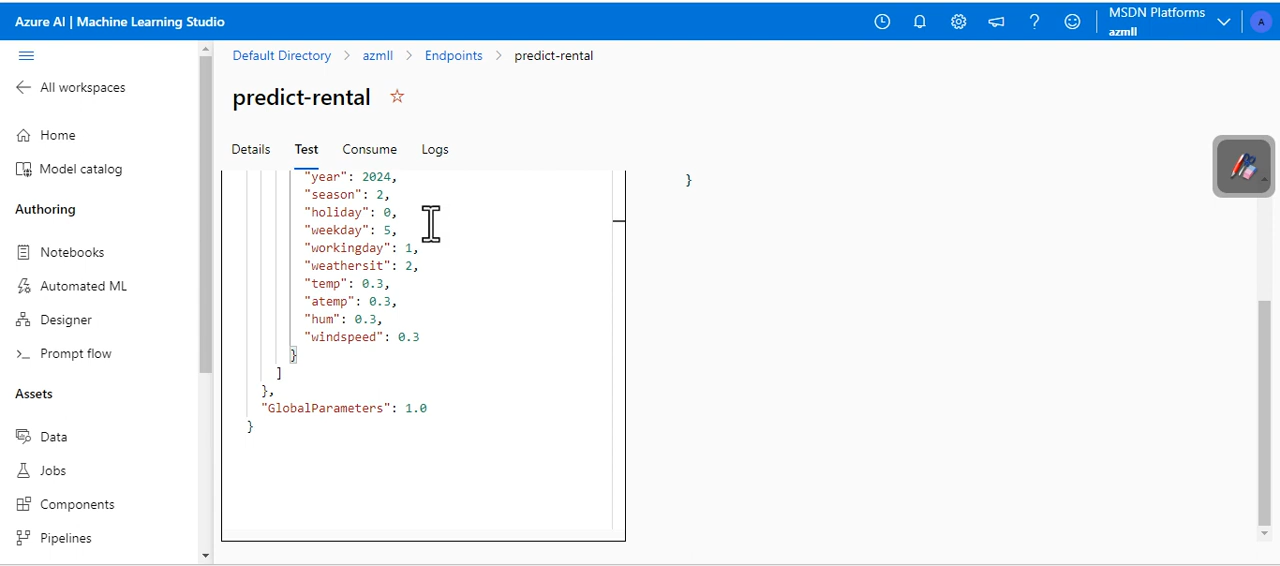 Azure AI | Machine Learning Studio
MSDN Platforms
azmll
A
All workspaces
Home
Model catalog
Authoring
Notebooks
Automated ML
Designer
Prompt flow
Assets
Data
Jobs
Components
Pipelines
Default Directory > azmll > Endpoints > predict-rental
predict-rental
Details Test Consume Logs
"year": 2024,
"season": 2,
"holiday": 0,
"weekday": 5,
"workingday": 1,
"weathersit": 2,
"temp": 0.3,
"atemp": 0.3,
"hum": 0.3,
"windspeed": 0.3
}
]
},
"GlobalParameters": 1.0
}
}